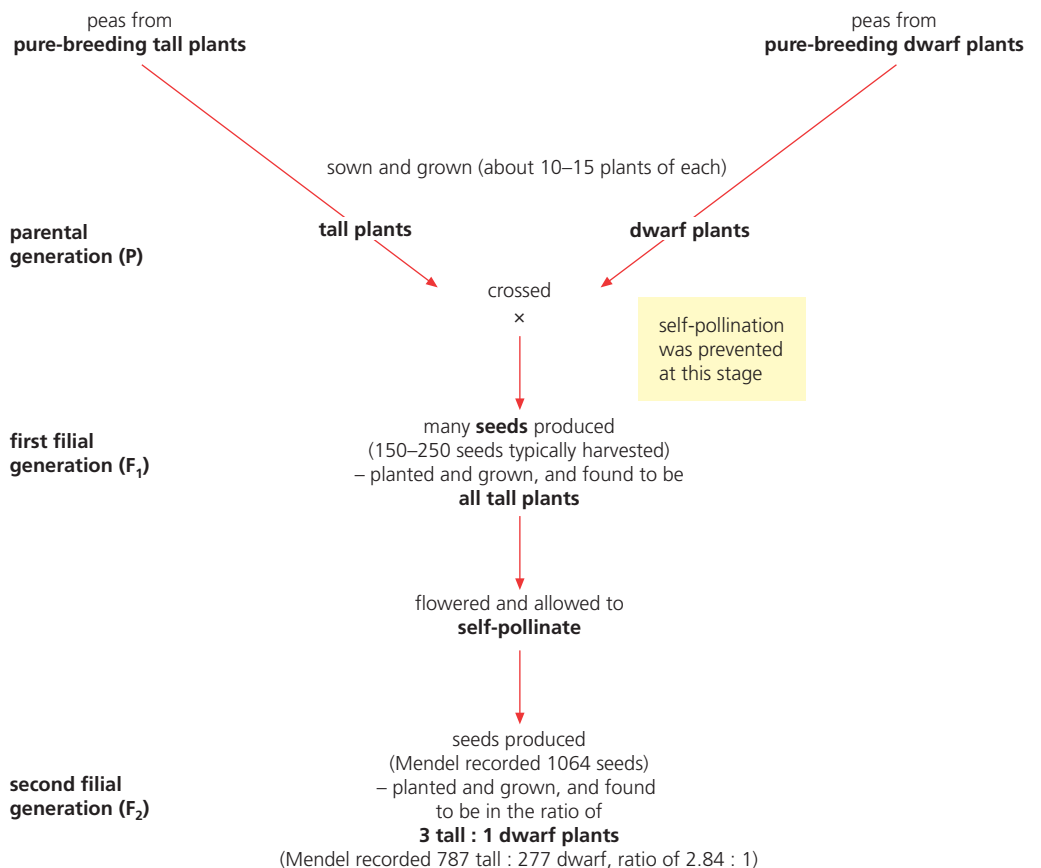 peas from
pure-breeding tall plants
peas from
pure-breeding dwarf plants
sown and grown (about 10–15 plants of each)
parental
generation (P)
tall plants
dwarf plants
crossed
×
self-pollination
was prevented
at this stage
first filial
generation (F₁)
many seeds produced
(150–250 seeds typically harvested)
– planted and grown, and found to be
all tall plants
flowered and allowed to
self-pollinate
second filial
generation (F₂)
seeds produced
(Mendel recorded 1064 seeds)
– planted and grown, and found
to be in the ratio of
3 tall : 1 dwarf plants
(Mendel recorded 787 tall : 277 dwarf, ratio of 2.84 : 1)